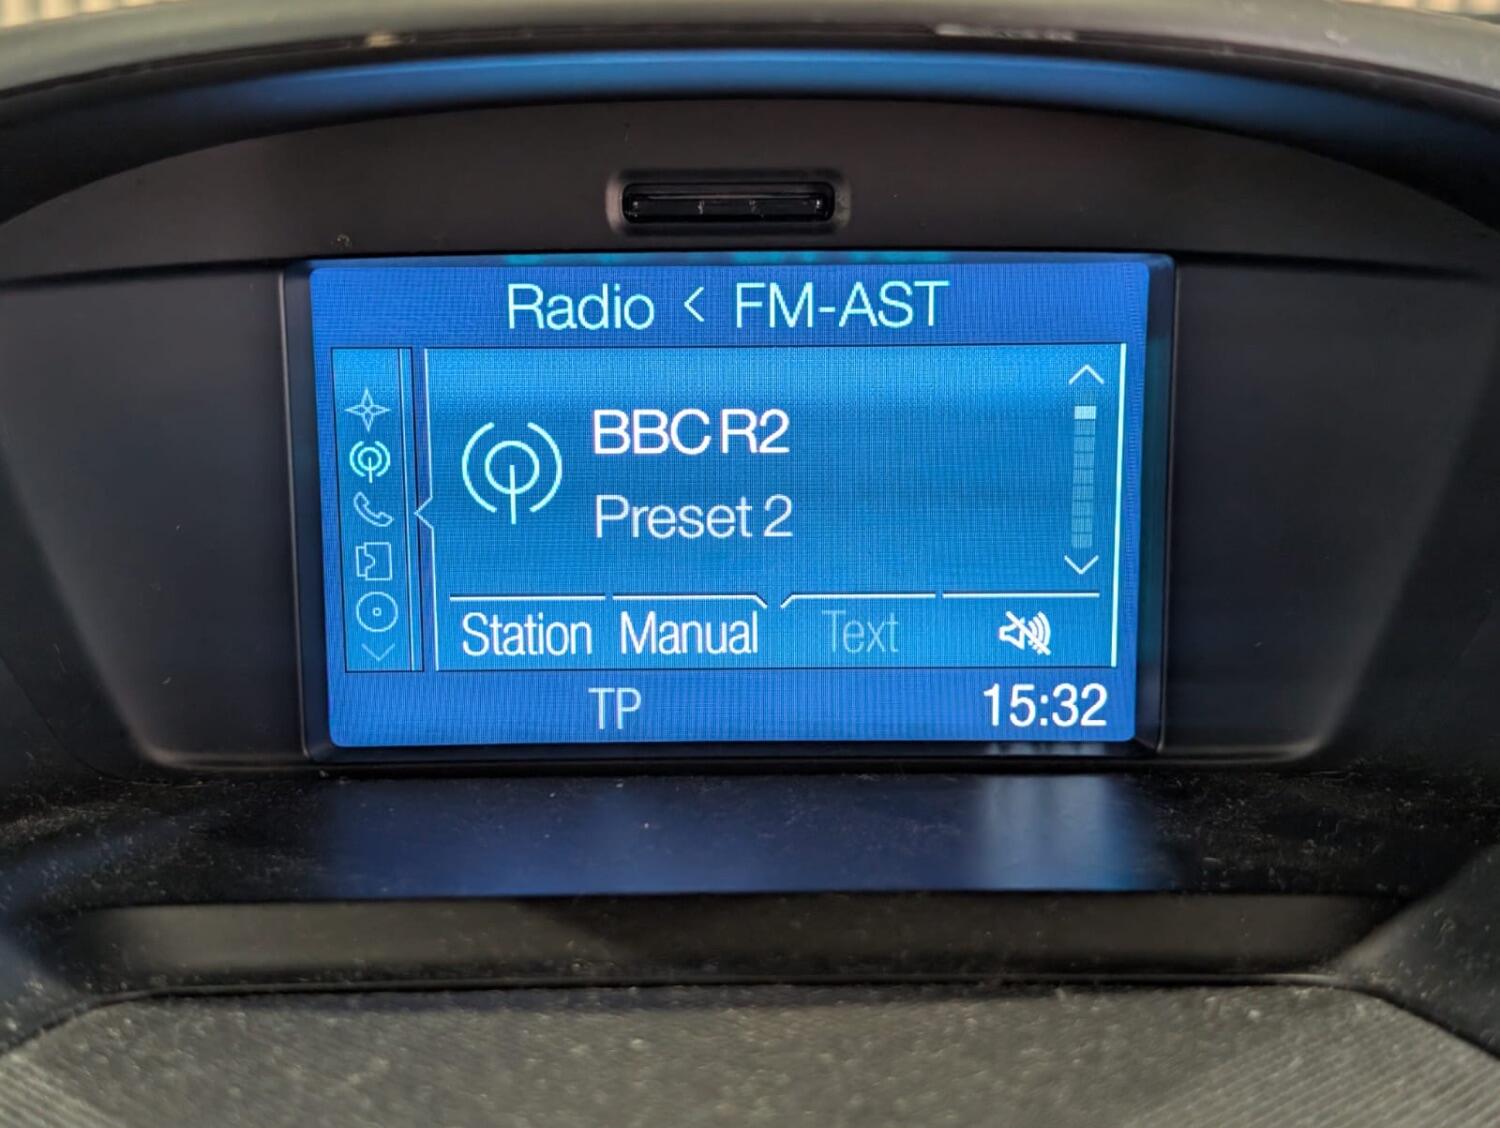 Radio < FM-AST
BBC R2
Preset 2
Station Manual Text
TP 15:32